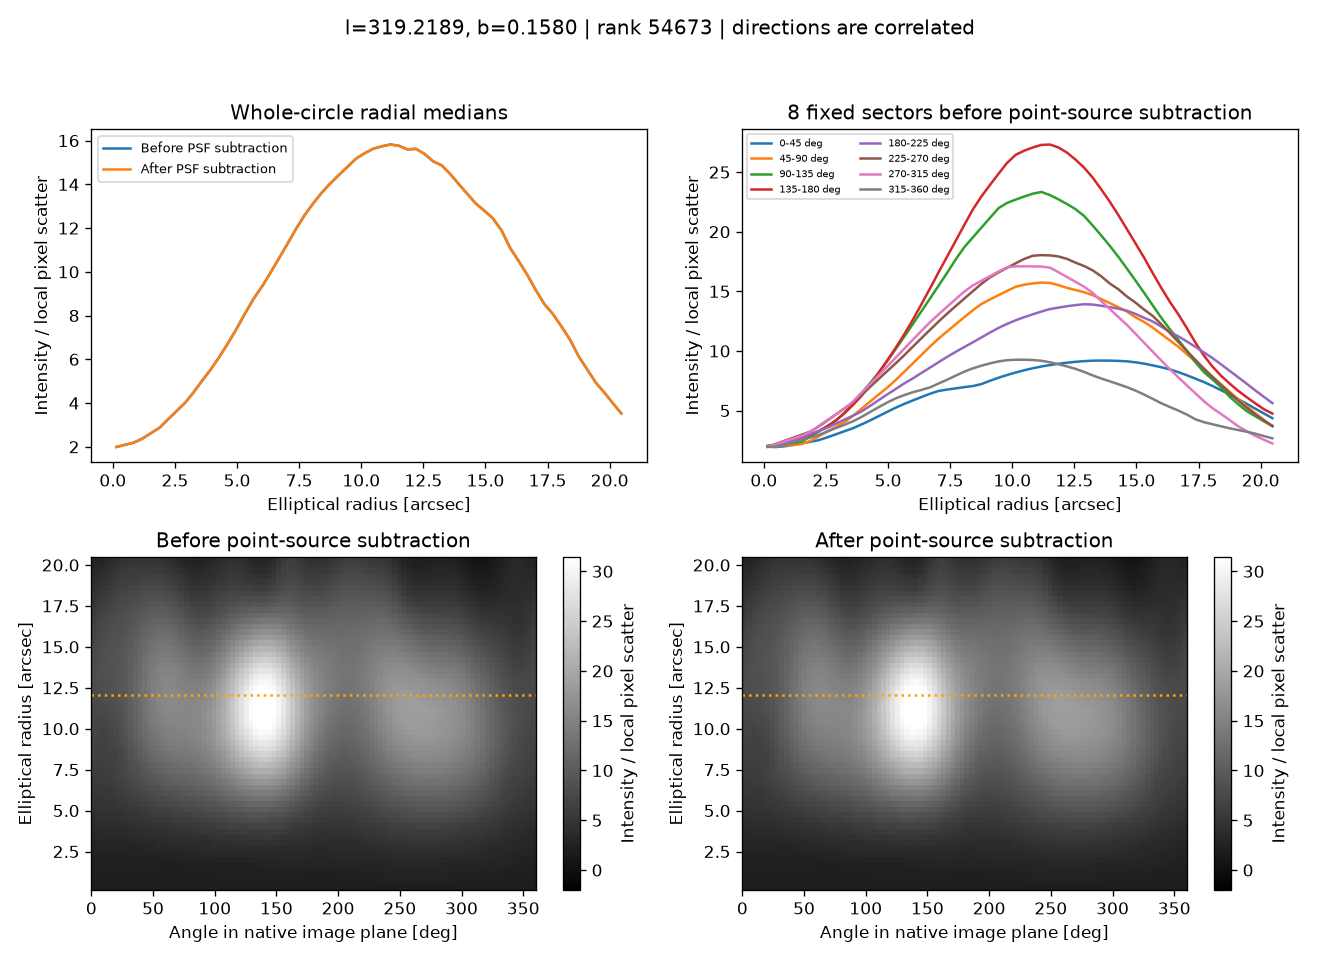 l=319.2189, b=0.1580 | rank 54673 | directions are correlated
Whole-circle radial medians
Before PSF subtraction
After PSF subtraction
16
14
12
10
8
6
4
2
Intensity / local pixel scatter
0.0 2.5 5.0 7.5 10.0 12.5 15.0 17.5 20.0
Elliptical radius [arcsec]
8 fixed sectors before point-source subtraction
0-45 deg
45-90 deg
90-135 deg
135-180 deg
180-225 deg
225-270 deg
270-315 deg
315-360 deg
25
20
15
10
5
Intensity / local pixel scatter
0.0 2.5 5.0 7.5 10.0 12.5 15.0 17.5 20.0
Elliptical radius [arcsec]
Before point-source subtraction
20.0
17.5
15.0
12.5
10.0
7.5
5.0
2.5
Elliptical radius [arcsec]
0 50 100 150 200 250 300 350
Angle in native image plane [deg]
30
25
20
15
10
5
0
Intensity / local pixel scatter
After point-source subtraction
20.0
17.5
15.0
12.5
10.0
7.5
5.0
2.5
Elliptical radius [arcsec]
0 50 100 150 200 250 300 350
Angle in native image plane [deg]
30
25
20
15
10
5
0
Intensity / local pixel scatter